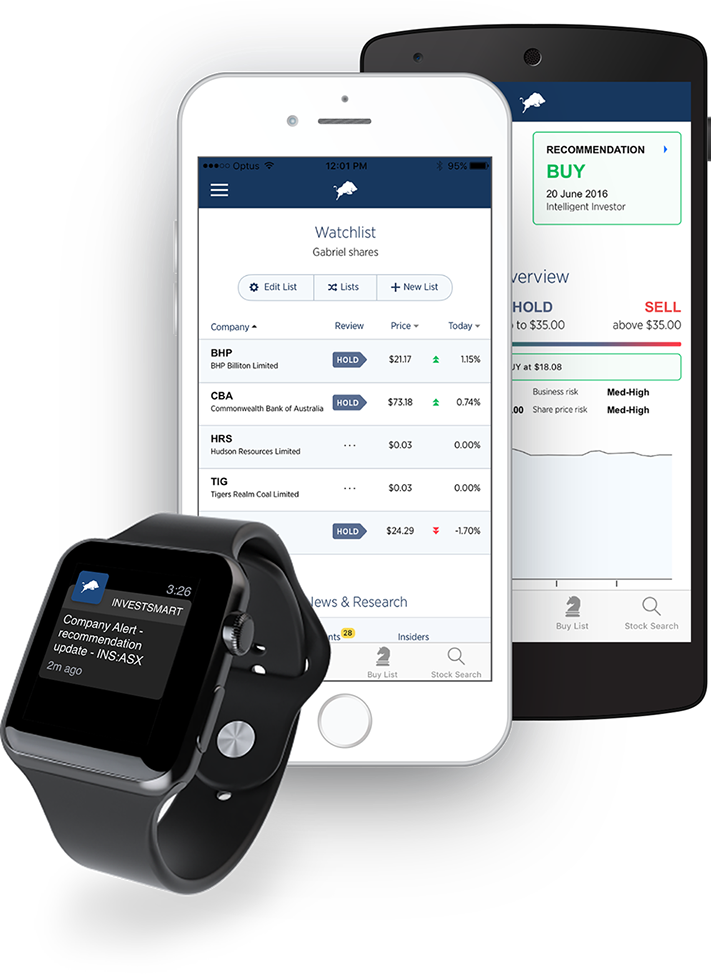 Optus 12:01 PM 95%
Watchlist
Gabriel shares
Edit List Lists New List
Company Review Price Today
BHP
BHP Billiton Limited
HOLD $21.17 1.15%
CBA
Commonwealth Bank of Australia
HOLD $73.18 0.74%
HRS
Hudson Resources Limited
... $0.03 0.00%
TIG
Tigers Realm Coal Limited
... $0.03 0.00%
HOLD $24.29 -1.70%
News & Research
28 Insiders
Buy List Stock Search
RECOMMENDATION
BUY
20 June 2016
Intelligent Investor
HOLD SELL
to $35.00 above $35.00
at $18.08
Business risk Med-High
.00 Share price risk Med-High
Buy List Stock Search
3:26
INVESTSMART
Company Alert -
recommendation
update - INS:ASX
2m ago